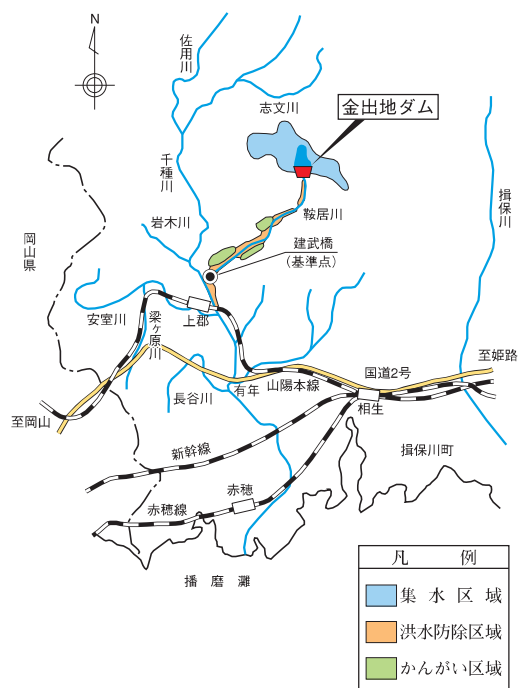 N
佐用川
志文川
金出地ダム
千種川
揖保川
鞍居川
岩木川
岡山県
建武橋
(基準点)
安室川
梁ヶ原川
上郡
至姫路
国道2号
山陽本線
有年
長谷川
相生
至岡山
新幹線
揖保川町
赤穂
赤穂線
播磨灘
凡例
集水区域
洪水防除区域
かんがい区域